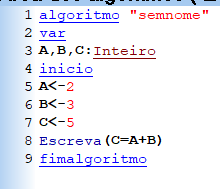 1 algoritmo "semnome"
2 var
3 A,B,C:Inteiro
4 inicio
5 A<-2
6 B<-3
7 C<-5
8 Escreva(C=A+B)
9 fimalgoritmo